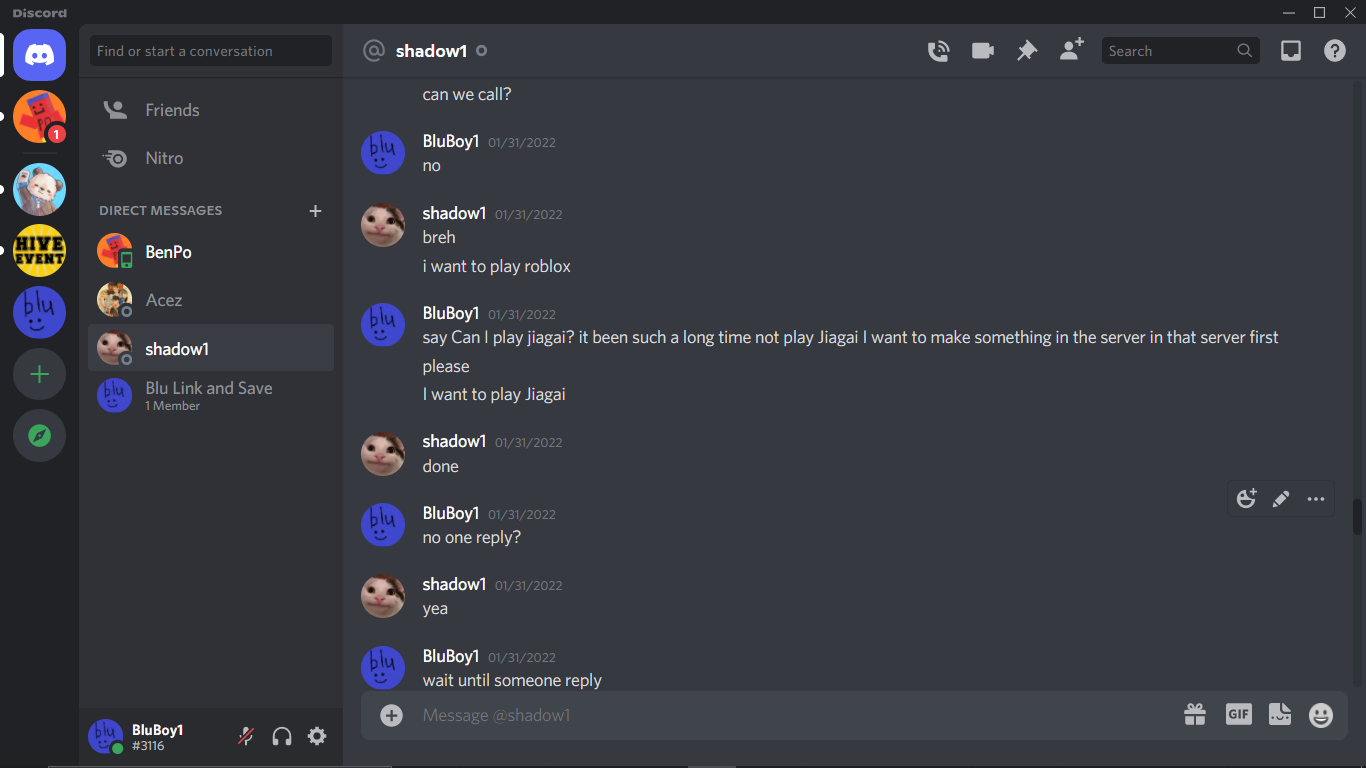 Discord
Find or start a conversation
Friends
Nitro
DIRECT MESSAGES
BenPo
Acez
shadow1
Blu Link and Save
1 Member
BluBoy1
#3116
PO
1
HIVE
EVENT
blu
shadow1
Search
can we call?
BluBoy1 01/31/2022
no
shadow1 01/31/2022
breh
i want to play roblox
BluBoy1 01/31/2022
say Can I play jiagai? it been such a long time not play Jiagai I want to make something in the server in that server first
please
I want to play Jiagai
shadow1 01/31/2022
done
BluBoy1 01/31/2022
no one reply?
shadow1 01/31/2022
yea
BluBoy1 01/31/2022
wait until someone reply
Message @shadow1
GIF